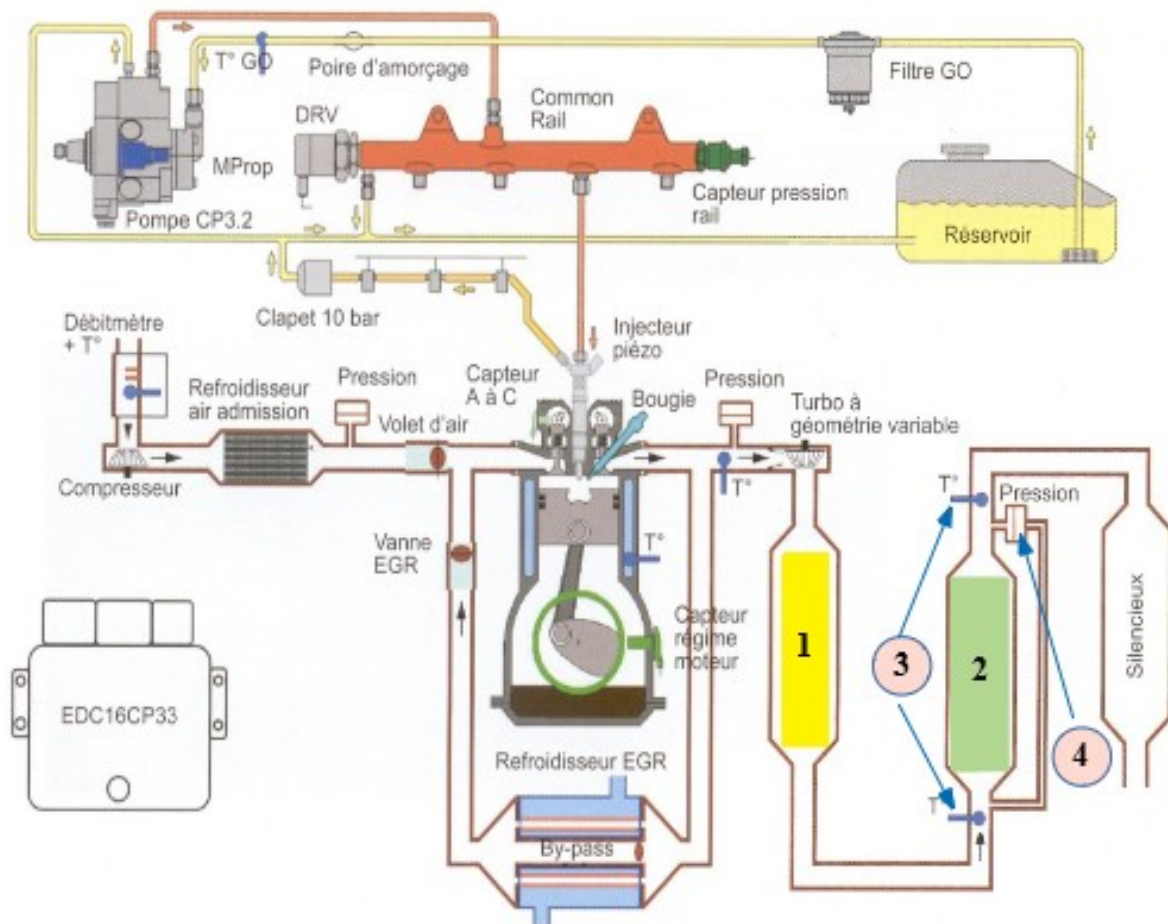 T° GO
Poire d'amorçage
Filtre GO
DRV
Common
Rail
MProp
Capteur pression
rail
Pompe CP3.2
Réservoir
Clapet 10 bar
Débitmètre
+ T°
Injecteur
piézo
Refroidisseur
air admission
Pression
Capteur
A à C
Bougie
Pression
Turbo à
géométrie variable
Volet d'air
Compresseur
T°
T°
Pression
Vanne
EGR
T°
Silencieux
Capteur
régime
moteur
1
3
2
EDC16CP33
4
Refroidisseur EGR
T
By-pass